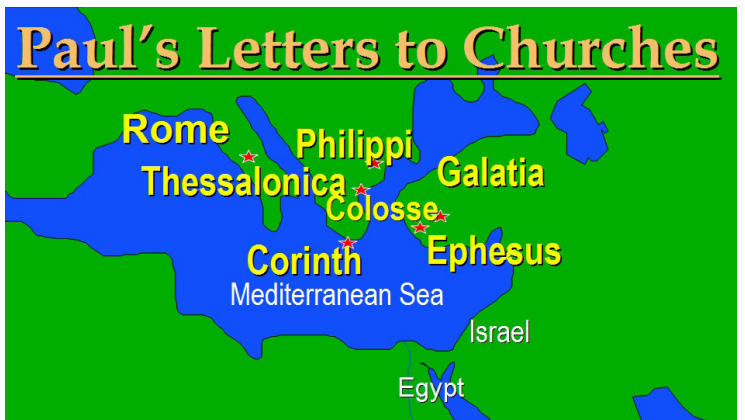 Paul's Letters to Churches
Rome
Philippi
Thessalonica
Galatia
Colosse
Corinth
Ephesus
Mediterranean Sea
Israel
Egypt